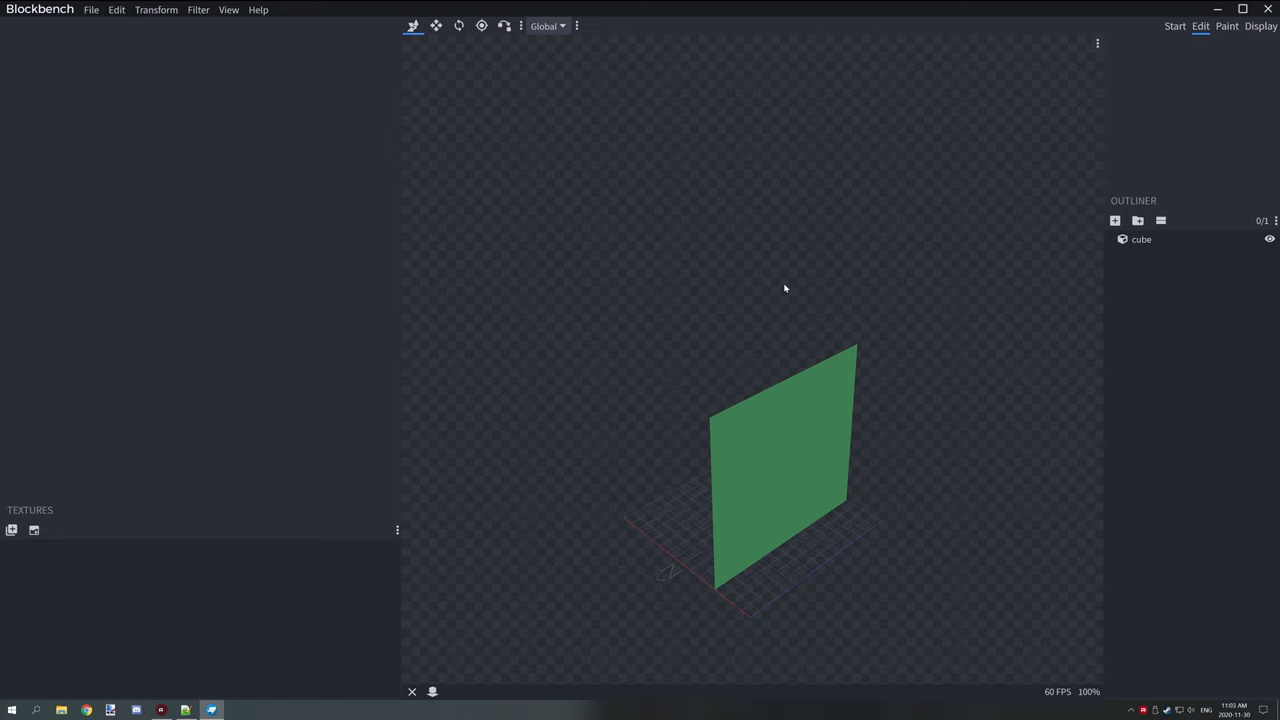 Blockbench File Edit Transform Filter View Help
Global
Start Edit Paint Display
OUTLINER
0/1
cube
TEXTURES
N
60 FPS 100%
ENG
11:03 AM
2020-11-30